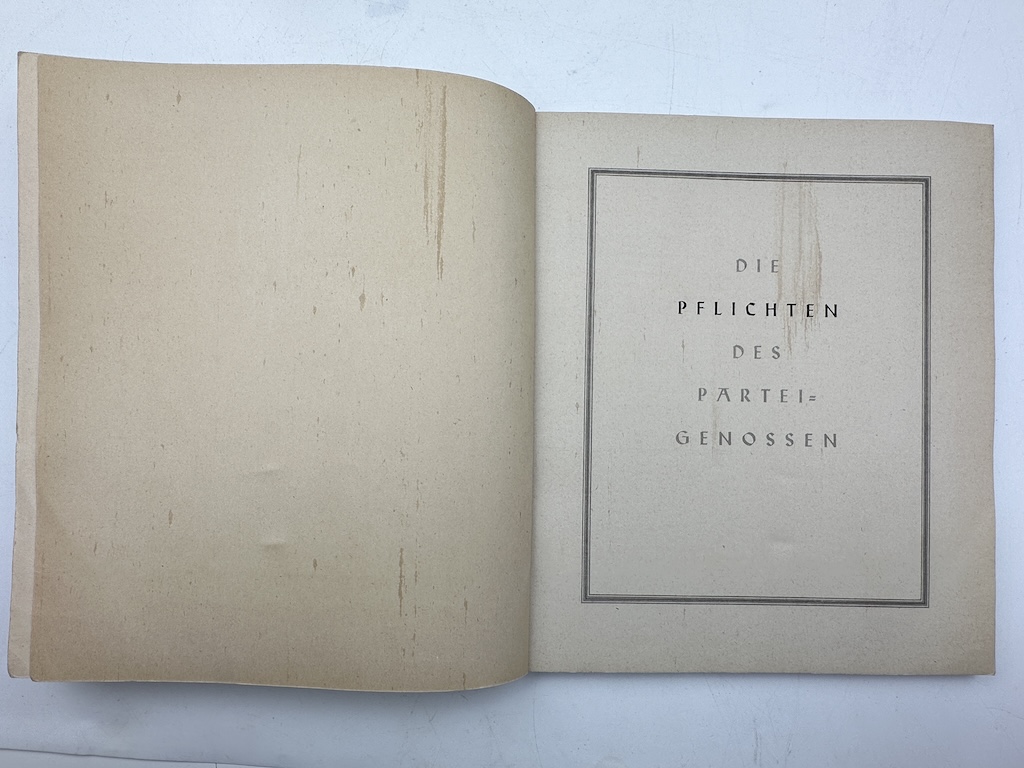 DIE
PFLICHTEN
DES
PARTEI=
GENOSSEN